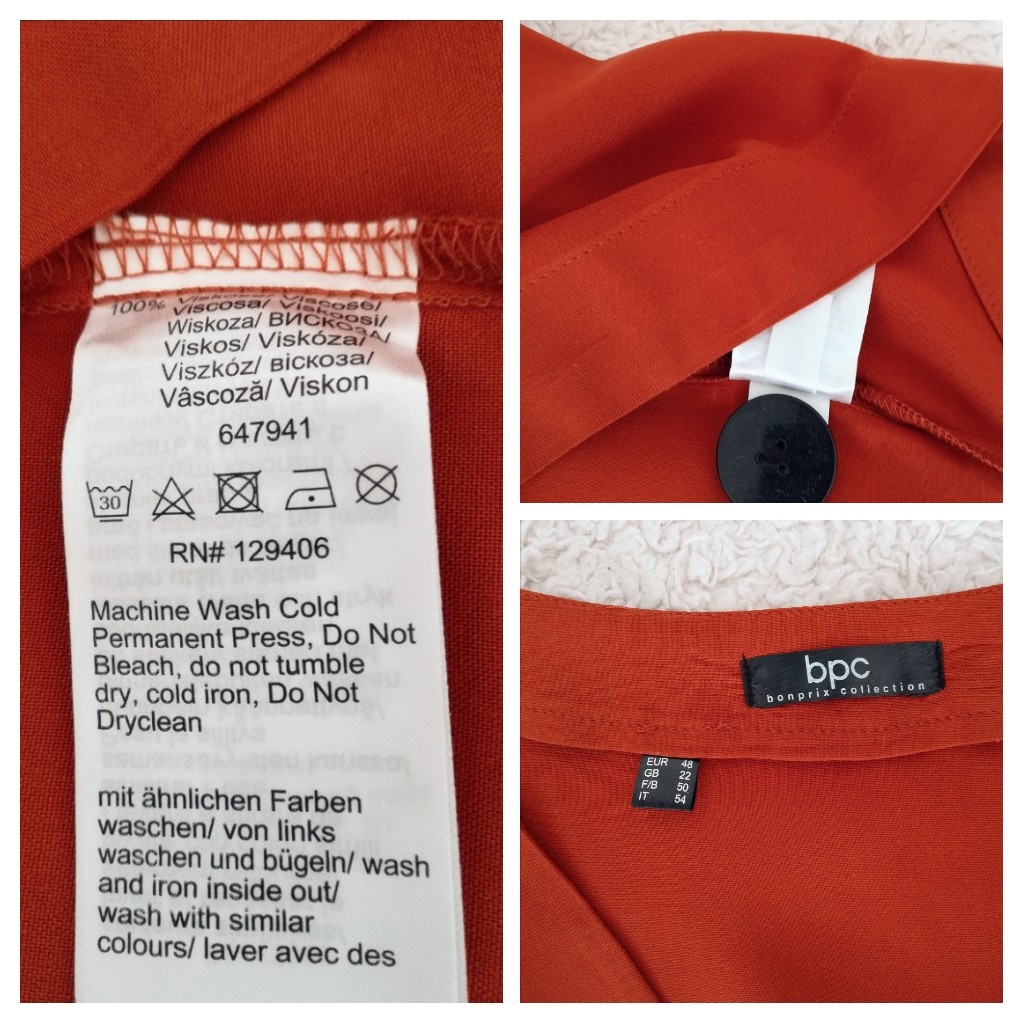 100% Viskose/ Viscose/
Viscosa/ Viscose/
Wiskoza/ ВИСКОЗА/
Viskos/ Viskóza/
Viszkóz/ віскоза/
Vâscoză/ Viskon
647941
30
RN# 129406
Machine Wash Cold
Permanent Press, Do Not
Bleach, do not tumble
dry, cold iron, Do Not
Dryclean
mit ähnlichen Farben
waschen/ von links
waschen und bügeln/ wash
and iron inside out/
wash with similar
colours/ laver avec des
bpc
bonprix collection
EUR 48
GB 22
F/B 50
IT 54